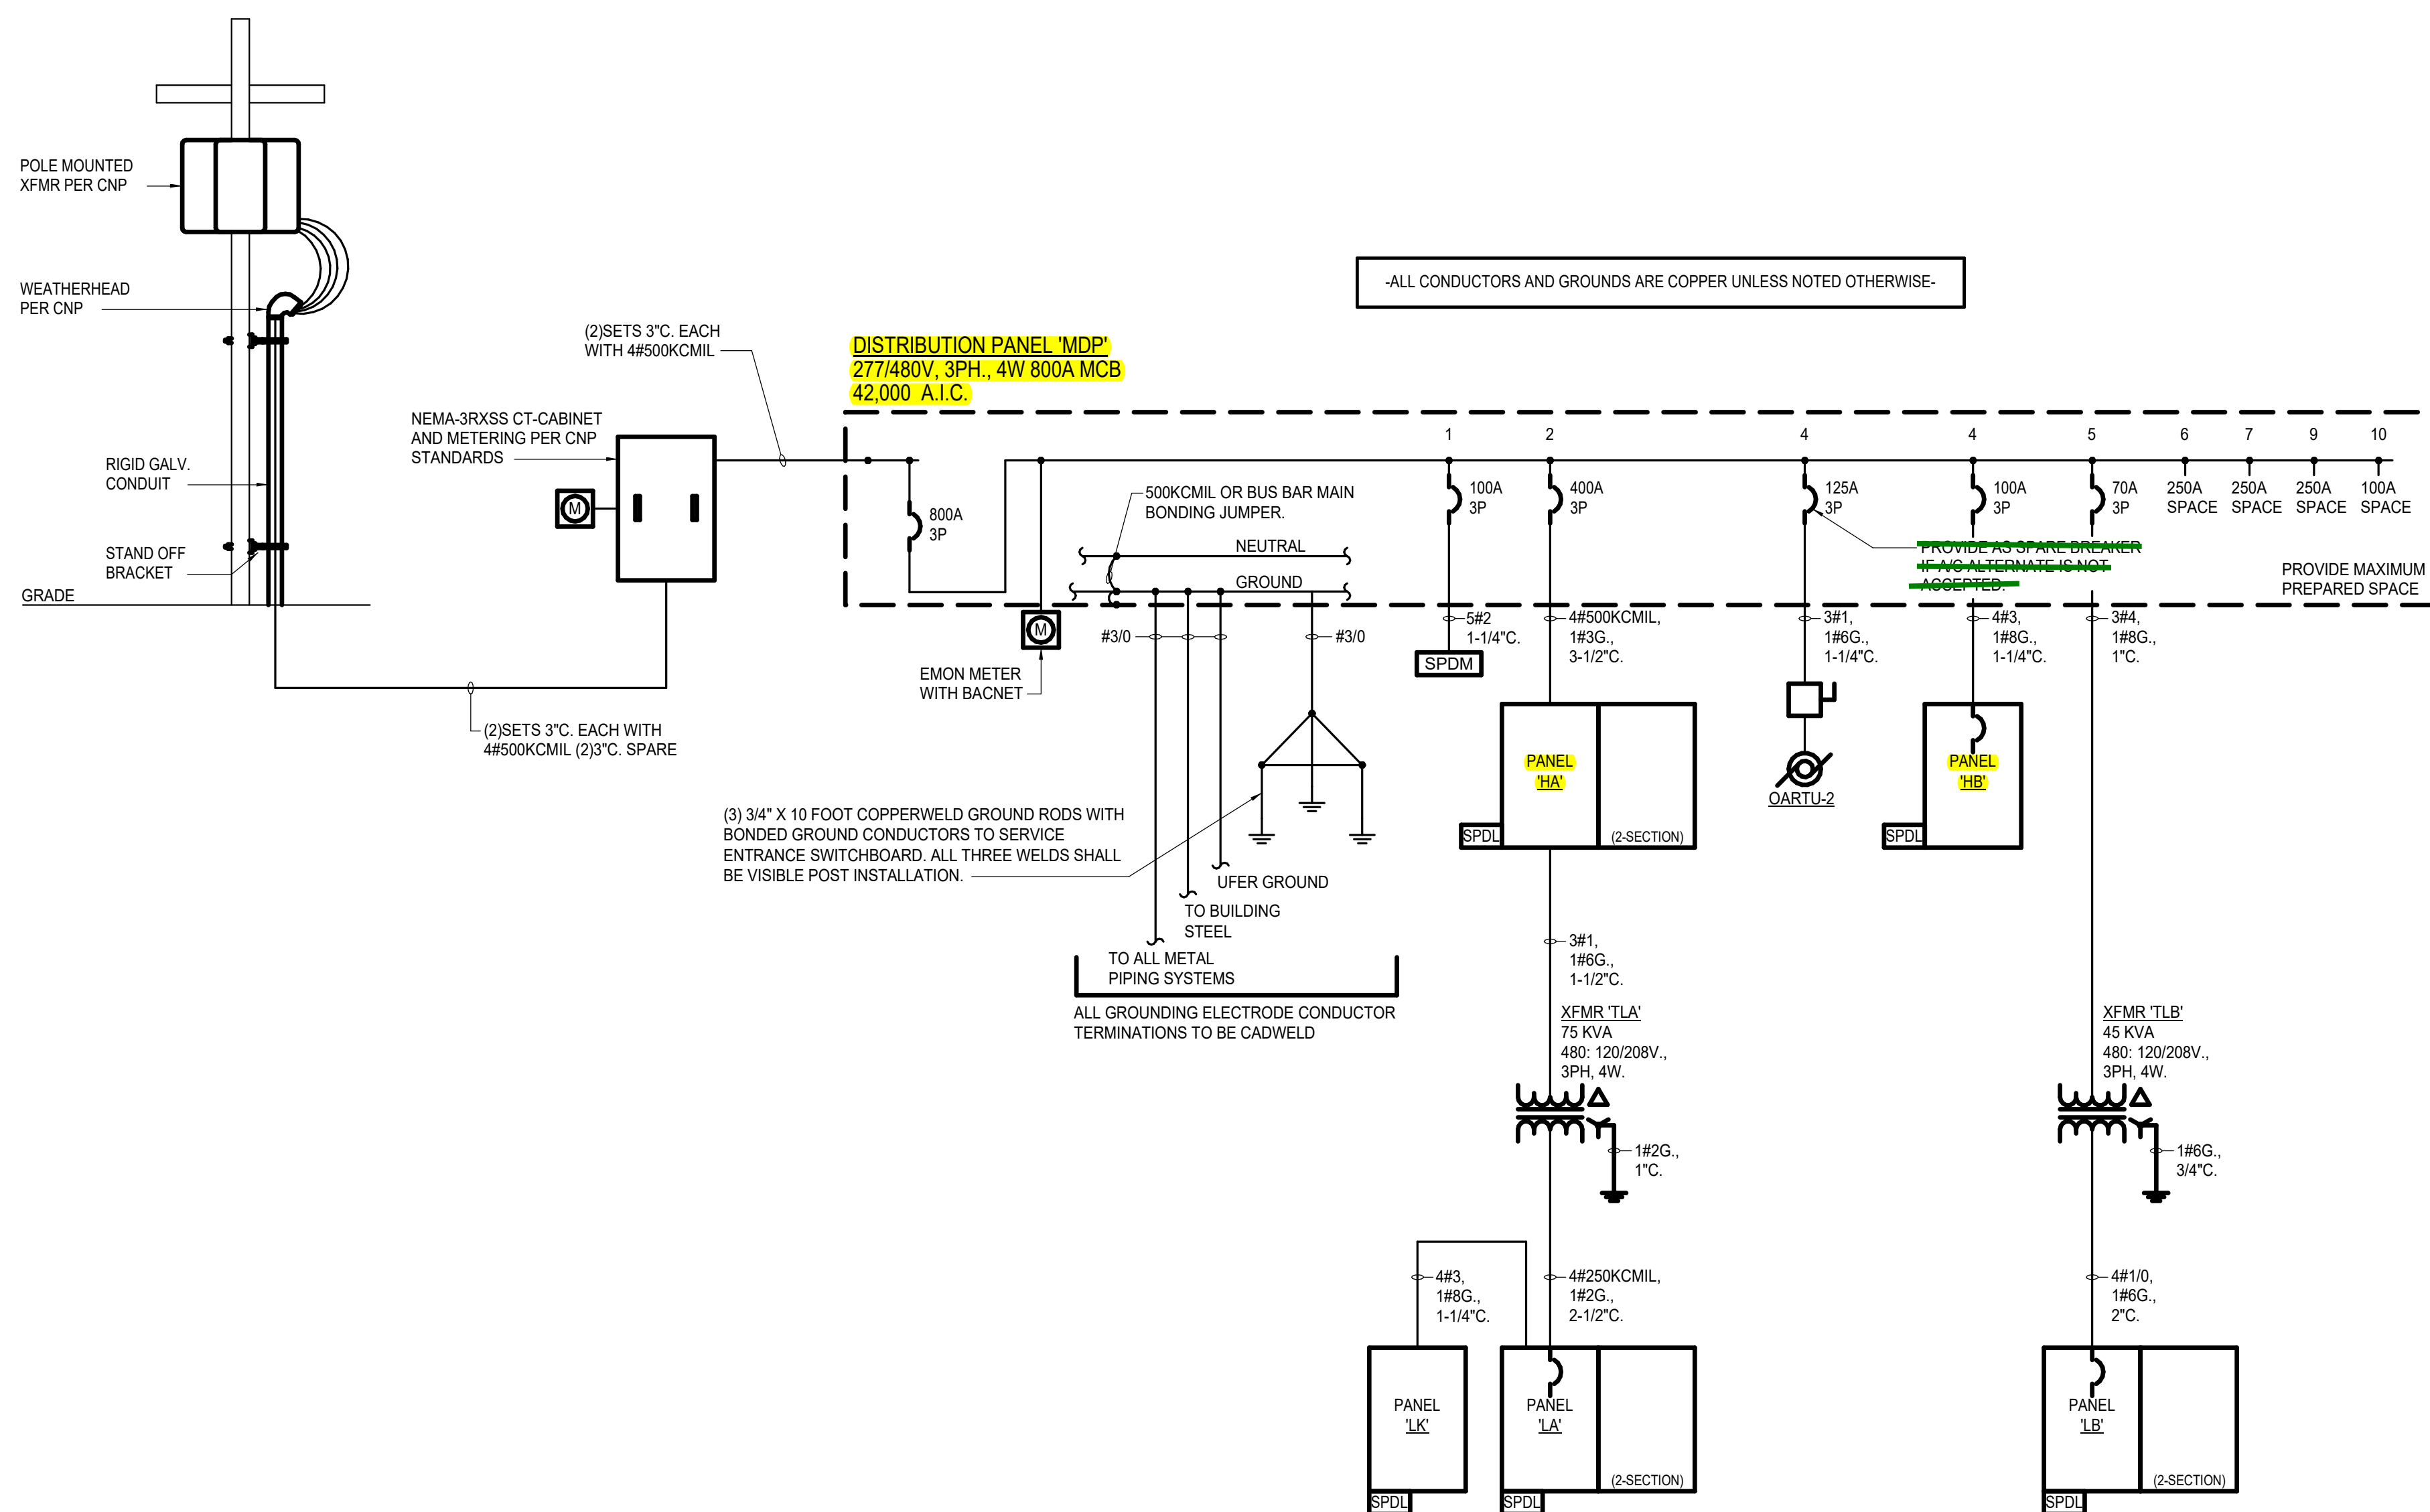 POLE MOUNTED
XFMR PER CNP
WEATHERHEAD
PER CNP
RIGID GALV.
CONDUIT
STAND OFF
BRACKET
GRADE
(2)SETS 3"C. EACH WITH
4#500KCMIL (2)3"C. SPARE
NEMA-3RXSS CT-CABINET
AND METERING PER CNP
STANDARDS
M
(2)SETS 3"C. EACH
WITH 4#500KCMIL
-ALL CONDUCTORS AND GROUNDS ARE COPPER UNLESS NOTED OTHERWISE-
DISTRIBUTION PANEL 'MDP'
277/480V, 3PH., 4W 800A MCB
42,000 A.I.C.
800A
3P
M
EMON METER
WITH BACNET
500KCMIL OR BUS BAR MAIN
BONDING JUMPER.
NEUTRAL
GROUND
#3/0
#3/0
(3) 3/4" X 10 FOOT COPPERWELD GROUND RODS WITH
BONDED GROUND CONDUCTORS TO SERVICE
ENTRANCE SWITCHBOARD. ALL THREE WELDS SHALL
BE VISIBLE POST INSTALLATION.
UFER GROUND
TO BUILDING
STEEL
TO ALL METAL
PIPING SYSTEMS
ALL GROUNDING ELECTRODE CONDUCTOR
TERMINATIONS TO BE CADWELD
1
100A
3P
5#2
1-1/4"C.
SPDM
2
400A
3P
4#500KCMIL,
1#3G.,
3-1/2"C.
PANEL
'HA'
SPDL
(2-SECTION)
3#1,
1#6G.,
1-1/2"C.
XFMR 'TLA'
75 KVA
480: 120/208V.,
3PH, 4W.
1#2G.,
1"C.
4#3,
1#8G.,
1-1/4"C.
4#250KCMIL,
1#2G.,
2-1/2"C.
PANEL
'LK'
SPDL
PANEL
'LA'
(2-SECTION)
SPDL
4
125A
3P
PROVIDE AS SPARE BREAKER
IF A/C ALTERNATE IS NOT
ACCEPTED.
3#1,
1#6G.,
1-1/4"C.
OARTU-2
4
100A
3P
4#3,
1#8G.,
1-1/4"C.
PANEL
'HB'
SPDL
5
70A
3P
3#4,
1#8G.,
1"C.
XFMR 'TLB'
45 KVA
480: 120/208V.,
3PH, 4W.
1#6G.,
3/4"C.
4#1/0,
1#6G.,
2"C.
PANEL
'LB'
(2-SECTION)
SPDL
6
250A
SPACE
7
250A
SPACE
9
250A
SPACE
10
100A
SPACE
PROVIDE MAXIMUM
PREPARED SPACE